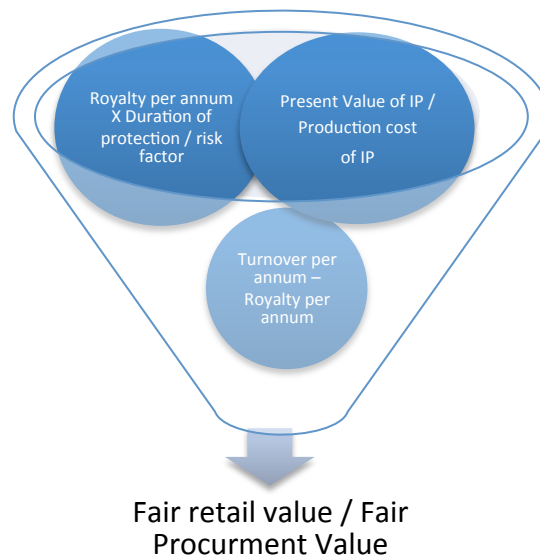 Royalty per annum
X Duration of
protection / risk
factor
Present Value of IP /
Production cost
of IP
Turnover per
annum –
Royalty per
annum
Fair retail value / Fair
Procurment Value